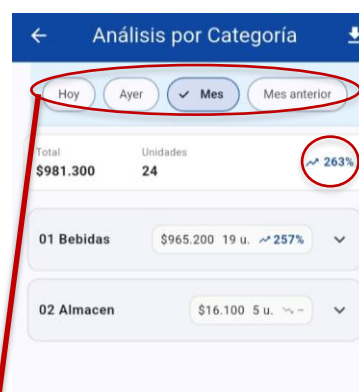 Análisis por Categoría
Hoy Ayer Mes Mes anterior
Total Unidades
$981.300 24 263%
01 Bebidas $965.200 19 u. 257%
02 Almacen $16.100 5 u. –